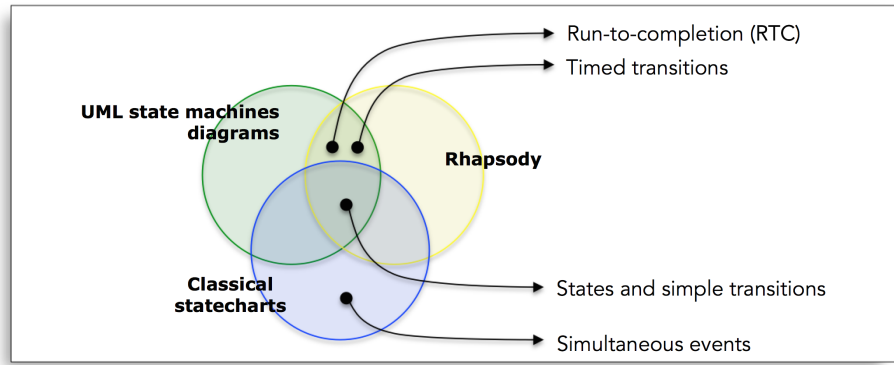 Run-to-completion (RTC)
Timed transitions
UML state machines
diagrams
Rhapsody
Classical
statecharts
States and simple transitions
Simultaneous events